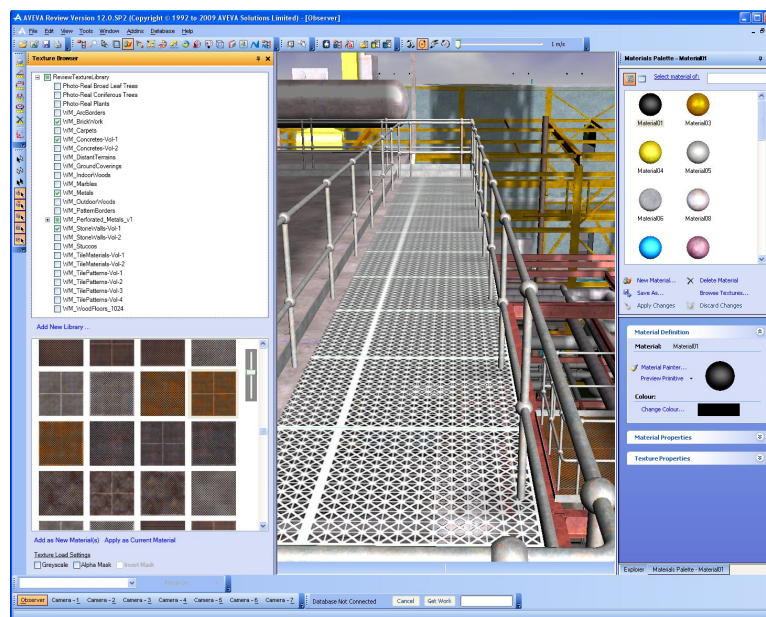 AVEVA Review Version 12.0.SP2 (Copyright © 1992 to 2009 AVEVA Solutions Limited) - [Observer]
File Edit View Tools Window Addins Database Help
1 m/s
Texture Browser
ReviewTextureLibrary
Photo-Real Broad Leaf Trees
Photo-Real Coniferous Trees
Photo-Real Plants
WM_ArcBorders
WM_BrickWork
WM_Carpets
WM_Concretes-Vol-1
WM_Concretes-Vol-2
WM_DistantTerrains
WM_GroundCoverings
WM_IndoorWoods
WM_Marbles
WM_Metals
WM_OutdoorWoods
WM_PatternBorders
WM_Perforated_Metals_v1
WM_StoneWalls-Vol-1
WM_StoneWalls-Vol-2
WM_Stuccos
WM_TileMaterials-Vol-1
WM_TileMaterials-Vol-2
WM_TilePatterns-Vol-1
WM_TilePatterns-Vol-2
WM_TilePatterns-Vol-3
WM_TilePatterns-Vol-4
WM_WoodFloors_1024
Add New Library ...
Add as New Material(s) Apply as Current Material
Texture Load Settings
Greyscale Alpha Mask Invert Mask
Materials Palette - Material01
Select material of:
Material01 Material03
Material04 Material05
Material06 Material08
New Material... Delete Material
Save As... Browse Textures...
Apply Changes Discard Changes
Material Definition
Material: Material01
Material Painter...
Preview Primitive
Colour:
Change Colour...
Material Properties
Texture Properties
Explorer Materials Palette - Material01
Observer Camera - 1 Camera - 2 Camera - 3 Camera - 4 Camera - 5 Camera - 6 Camera - 7 Database Not Connected Cancel Get Work